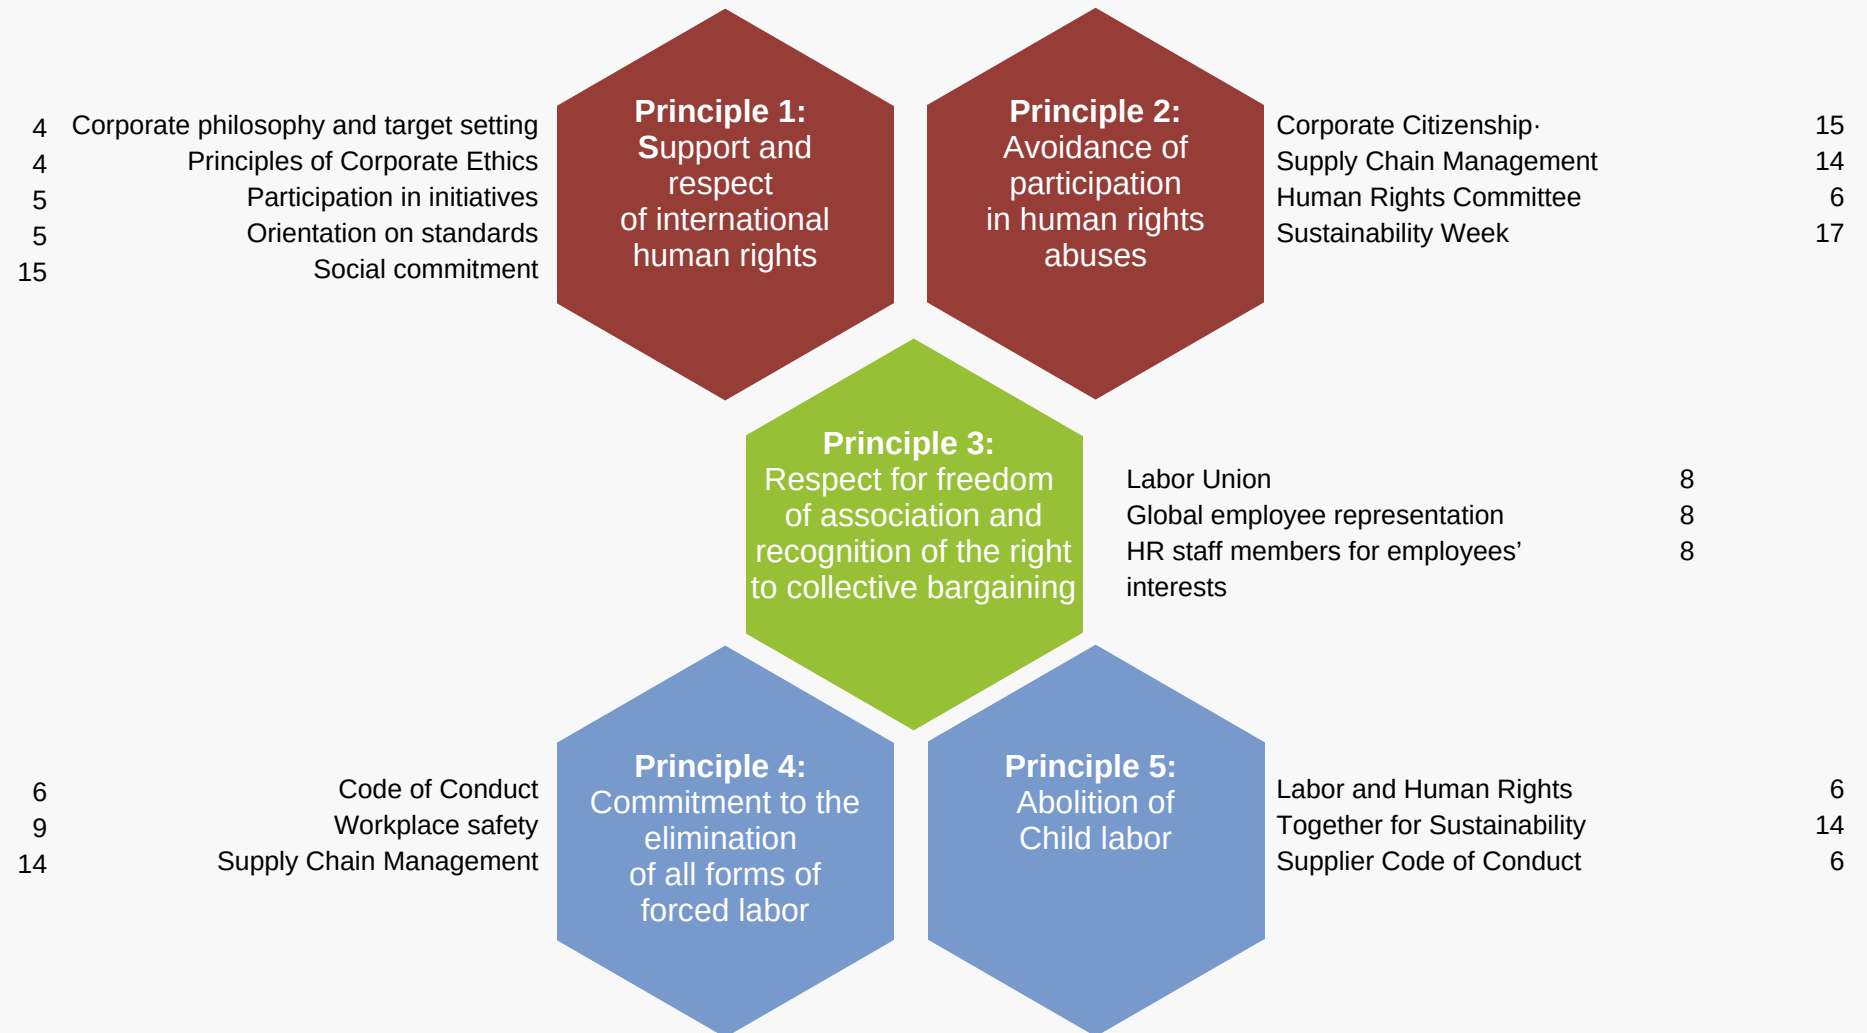 4 Corporate philosophy and target setting
4 Principles of Corporate Ethics
5 Participation in initiatives
5 Orientation on standards
15 Social commitment
Principle 1:
Support and
respect
of international
human rights
Principle 2:
Avoidance of
participation
in human rights
abuses
Corporate Citizenship· 15
Supply Chain Management 14
Human Rights Committee 6
Sustainability Week 17
Principle 3:
Respect for freedom
of association and
recognition of the right
to collective bargaining
Labor Union 8
Global employee representation 8
HR staff members for employees’ 8
interests
6 Code of Conduct
9 Workplace safety
14 Supply Chain Management
Principle 4:
Commitment to the
elimination
of all forms of
forced labor
Principle 5:
Abolition of
Child labor
Labor and Human Rights 6
Together for Sustainability 14
Supplier Code of Conduct 6